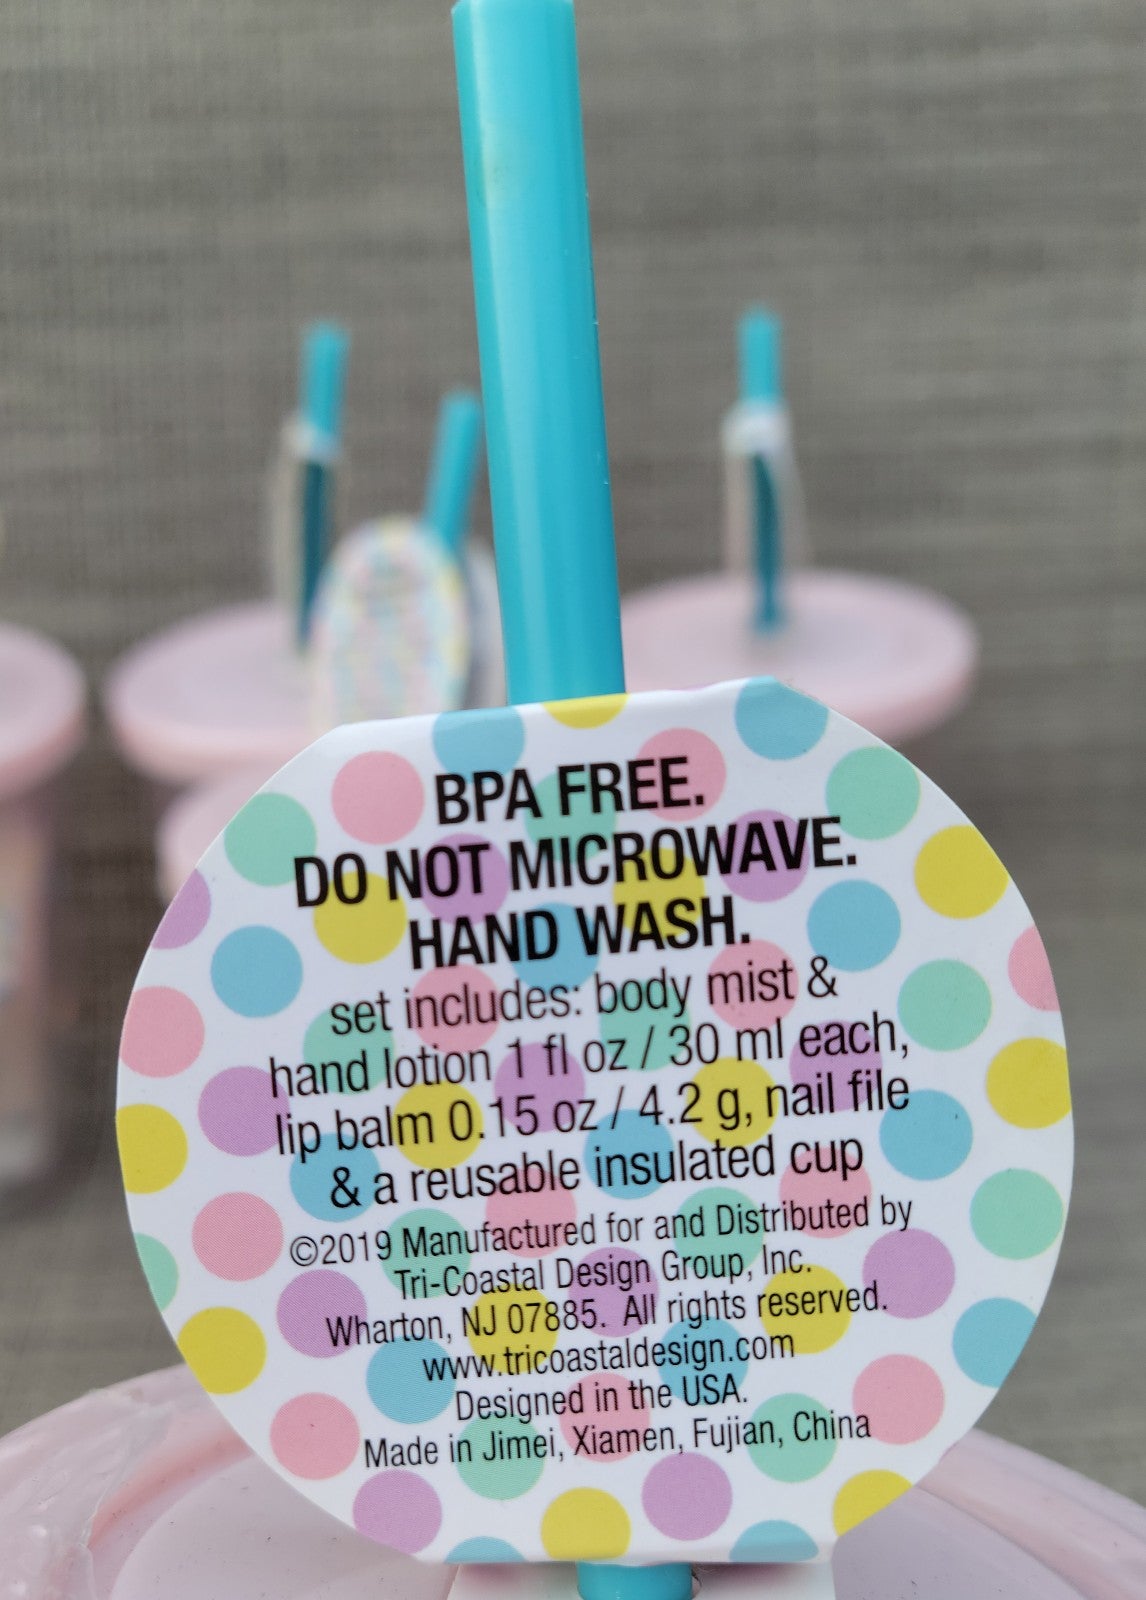 BPA FREE.
DO NOT MICROWAVE.
HAND WASH.
set includes: body mist &
hand lotion 1 fl oz / 30 ml each,
lip balm 0.15 oz / 4.2 g, nail file
& a reusable insulated cup
©2019 Manufactured for and Distributed by
Tri-Coastal Design Group, Inc.
Wharton, NJ 07885. All rights reserved.
www.tricoastaldesign.com
Designed in the USA.
Made in Jimei, Xiamen, Fujian, China